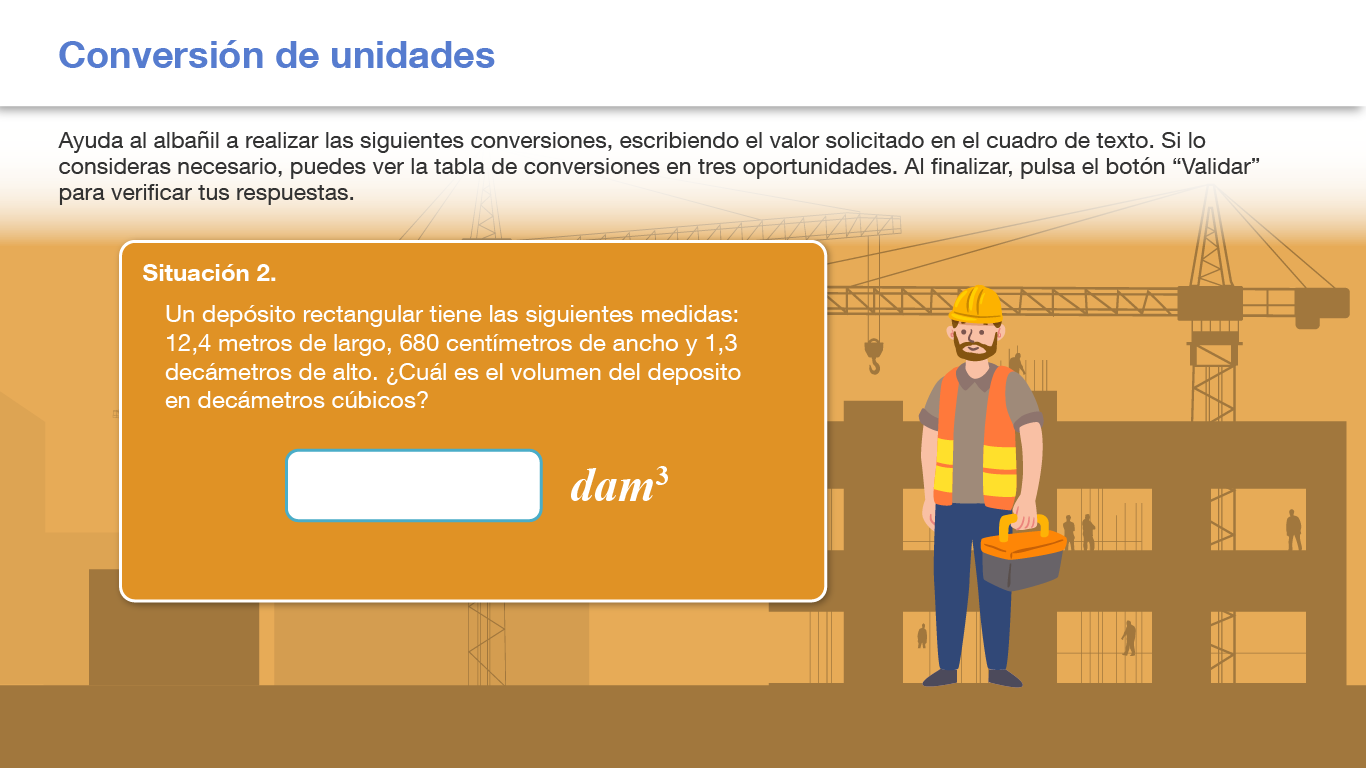 Conversión de unidades
Ayuda al albañil a realizar las siguientes conversiones, escribiendo el valor solicitado en el cuadro de texto. Si lo
consideras necesario, puedes ver la tabla de conversiones en tres oportunidades. Al finalizar, pulsa el botón “Validar”
para verificar tus respuestas.
Situación 2.
Un depósito rectangular tiene las siguientes medidas:
12,4 metros de largo, 680 centímetros de ancho y 1,3
decámetros de alto. ¿Cuál es el volumen del deposito
en decámetros cúbicos?
dam³